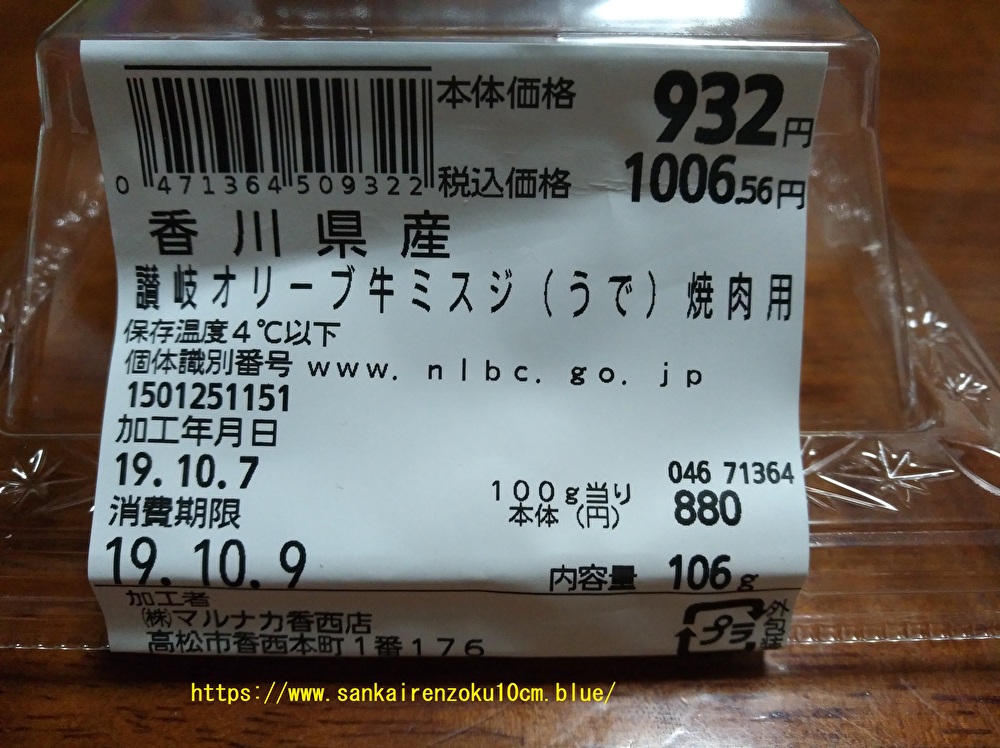 本体価格 932円
0 471364 509322
税込価格 1006.56円
香川県産
讃岐オリーブ牛ミスジ(うで)焼肉用
保存温度4℃以下
個体識別番号 www.nlbc.go.jp
1501251151
加工年月日
19.10.7
046 71364
消費期限
100g当り
本体(円) 880
19.10.9
内容量 106g
加工者
(株)マルナカ香西店
高松市香西本町1番176
プラ
外包装
https://www.sankairenzoku10cm.blue/